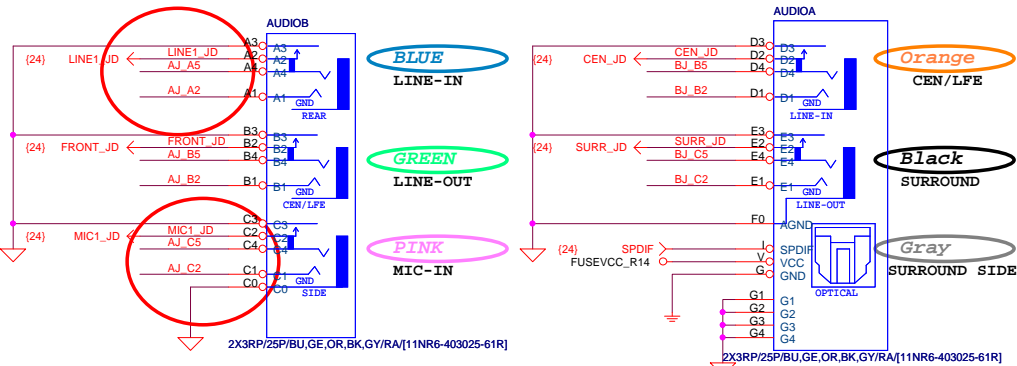 AUDIOB
{24} LINE1_JD LINE1_JD A3 A3
A2 A2
AJ_A5 A4 A4
AJ_A2 A1 A1
GND
REAR
BLUE
LINE-IN
B3 B3
{24} FRONT_JD FRONT_JD B2 B2
AJ_B5 B4 B4
AJ_B2 B1 B1
GND
CEN/LFE
GREEN
LINE-OUT
C3 C3
{24} MIC1_JD MIC1_JD C2 C2
AJ_C5 C4 C4
AJ_C2 C1 C1
GND
C0 C0
SIDE
PINK
MIC-IN
2X3RP/25P/BU,GE,OR,BK,GY/RA/[11NR6-403025-61R]
AUDIOA
D3 D3
{24} CEN_JD CEN_JD D2 D2
BJ_B5 D4 D4
BJ_B2 D1 D1
GND
LINE-IN
Orange
CEN/LFE
E3 E3
{24} SURR_JD SURR_JD E2 E2
BJ_C5 E4 E4
BJ_C2 E1 E1
GND
LINE-OUT
Black
SURROUND
F0 AGND
{24} SPDIF I SPDIF
FUSEVCC_R14 V VCC
G GND
OPTICAL
Gray
SURROUND SIDE
G1 G1
G2 G2
G3 G3
G4 G4
2X3RP/25P/BU,GE,OR,BK,GY/RA/[11NR6-403025-61R]